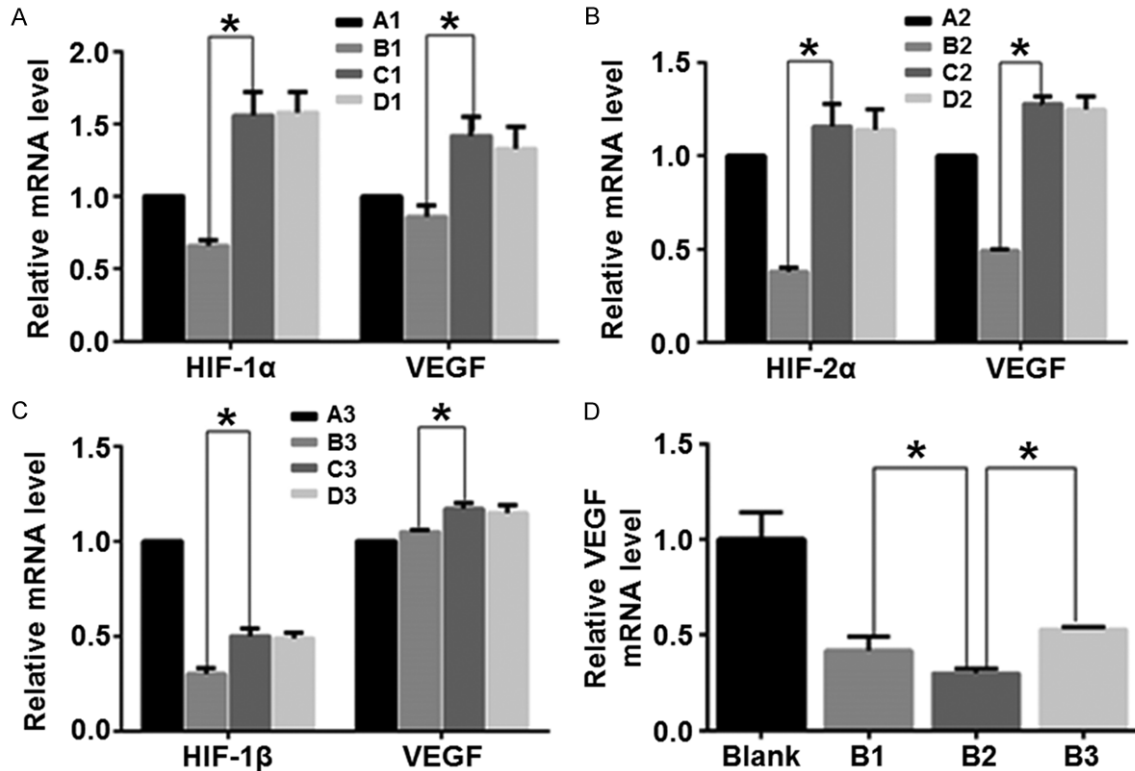 A
Relative mRNA level
2.0
1.5
1.0
0.5
0.0
*
*
A1
B1
C1
D1
HIF-1α
VEGF
B
Relative mRNA level
1.5
1.0
0.5
0.0
*
*
A2
B2
C2
D2
HIF-2α
VEGF
C
Relative mRNA level
1.5
1.0
0.5
0.0
*
*
A3
B3
C3
D3
HIF-1β
VEGF
D
Relative VEGF
mRNA level
1.5
1.0
0.5
0.0
*
*
Blank
B1
B2
B3